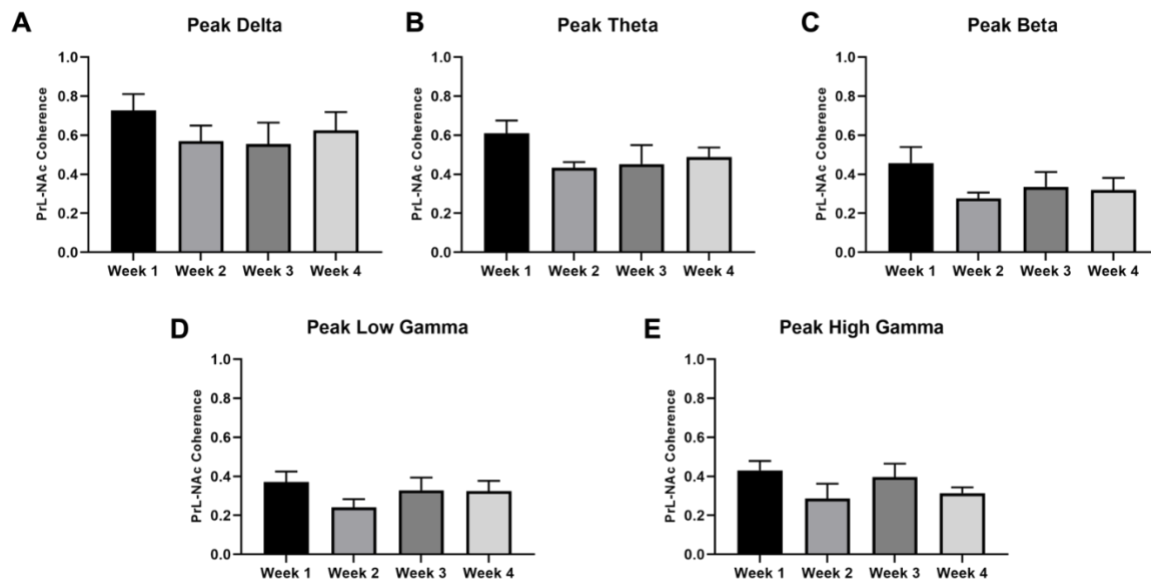 A
Peak Delta
PrL-NAc Coherence
1.0
0.8
0.6
0.4
0.2
0.0
Week 1 Week 2 Week 3 Week 4
B
Peak Theta
PrL-NAc Coherence
1.0
0.8
0.6
0.4
0.2
0.0
Week 1 Week 2 Week 3 Week 4
C
Peak Beta
PrL-NAc Coherence
1.0
0.8
0.6
0.4
0.2
0.0
Week 1 Week 2 Week 3 Week 4
D
Peak Low Gamma
PrL-NAc Coherence
1.0
0.8
0.6
0.4
0.2
0.0
Week 1 Week 2 Week 3 Week 4
E
Peak High Gamma
PrL-NAc Coherence
1.0
0.8
0.6
0.4
0.2
0.0
Week 1 Week 2 Week 3 Week 4